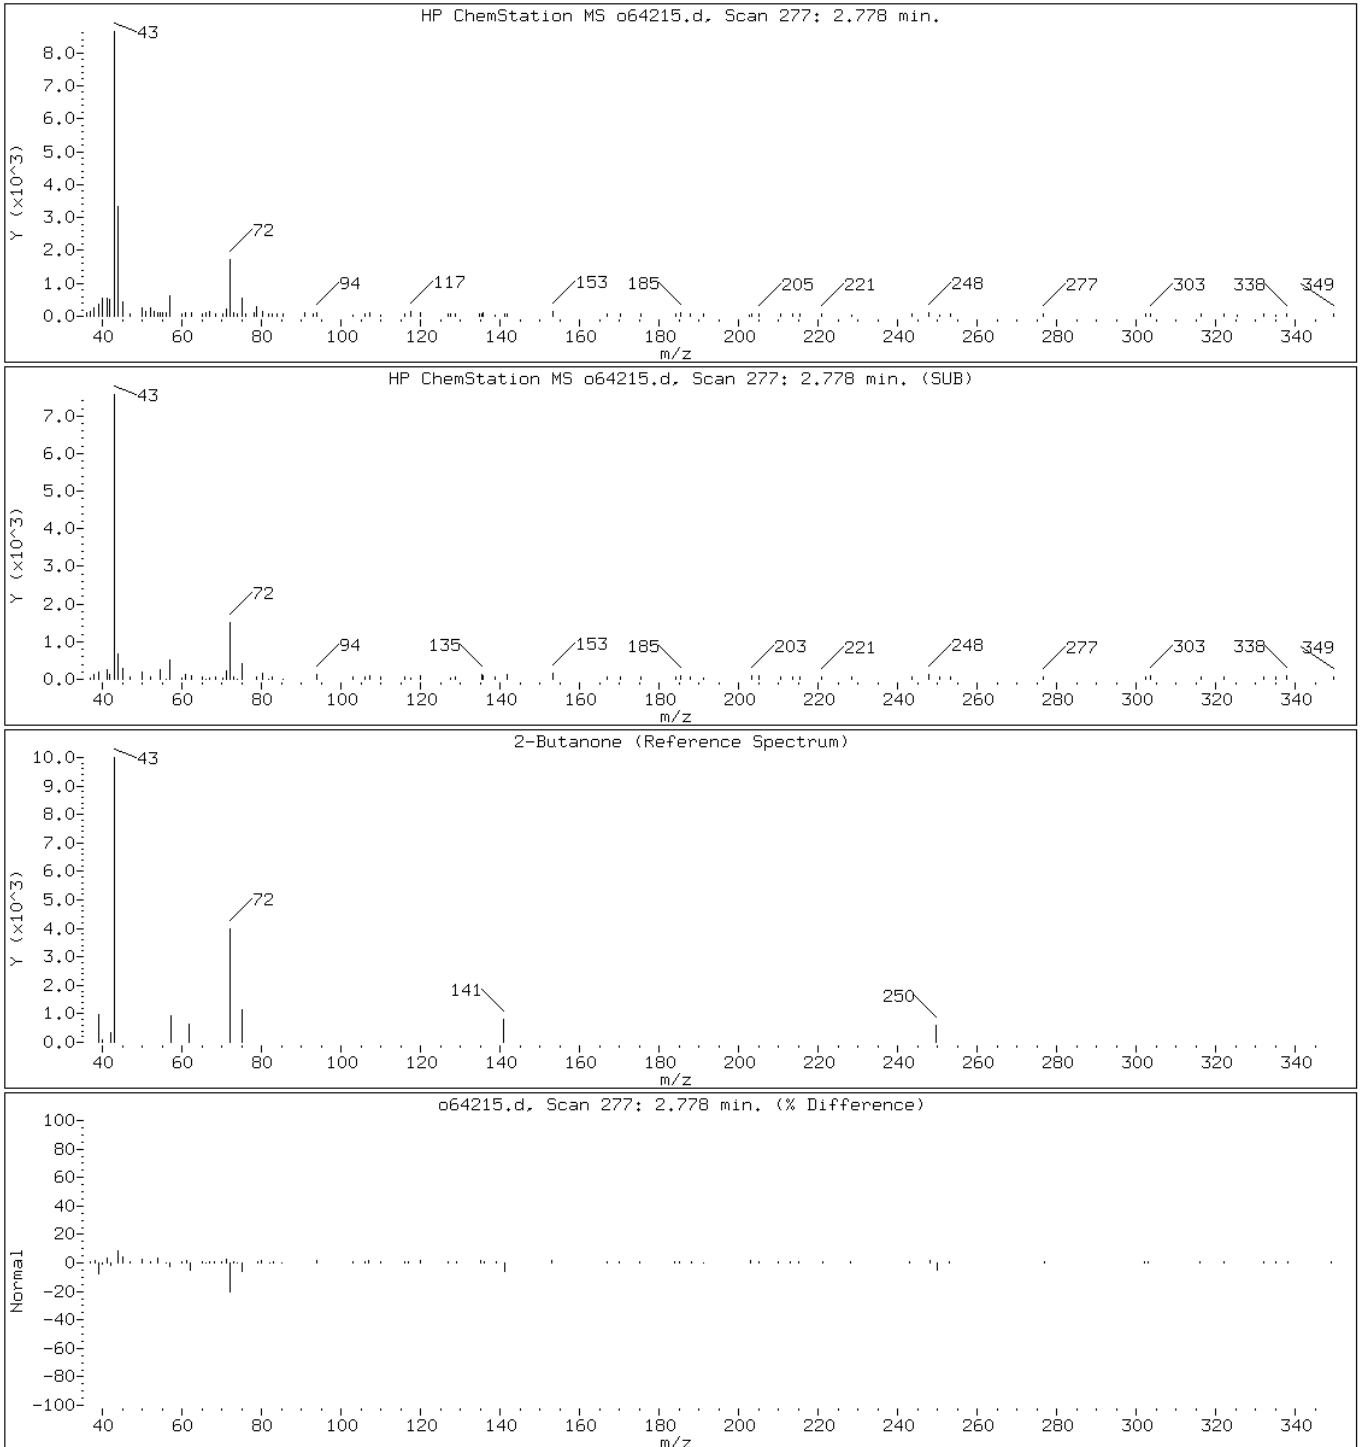 HP ChemStation MS o64215.d, Scan 277: 2.778 min.
Y (x10^3)
8.0
7.0
6.0
5.0
4.0
3.0
2.0
1.0
0.0
43
72
94 117 153 185 205 221 248 277 303 338 349
40 60 80 100 120 140 160 180 200 220 240 260 280 300 320 340
m/z
HP ChemStation MS o64215.d, Scan 277: 2.778 min. (SUB)
Y (x10^3)
7.0
6.0
5.0
4.0
3.0
2.0
1.0
0.0
43
72
94 135 153 185 203 221 248 277 303 338 349
40 60 80 100 120 140 160 180 200 220 240 260 280 300 320 340
m/z
2-Butanone (Reference Spectrum)
Y (x10^3)
10.0
9.0
8.0
7.0
6.0
5.0
4.0
3.0
2.0
1.0
0.0
43
72
141 250
40 60 80 100 120 140 160 180 200 220 240 260 280 300 320 340
m/z
o64215.d, Scan 277: 2.778 min. (% Difference)
Normal
100
80
60
40
20
0
-20
-40
-60
-80
-100
40 60 80 100 120 140 160 180 200 220 240 260 280 300 320 340
m/z